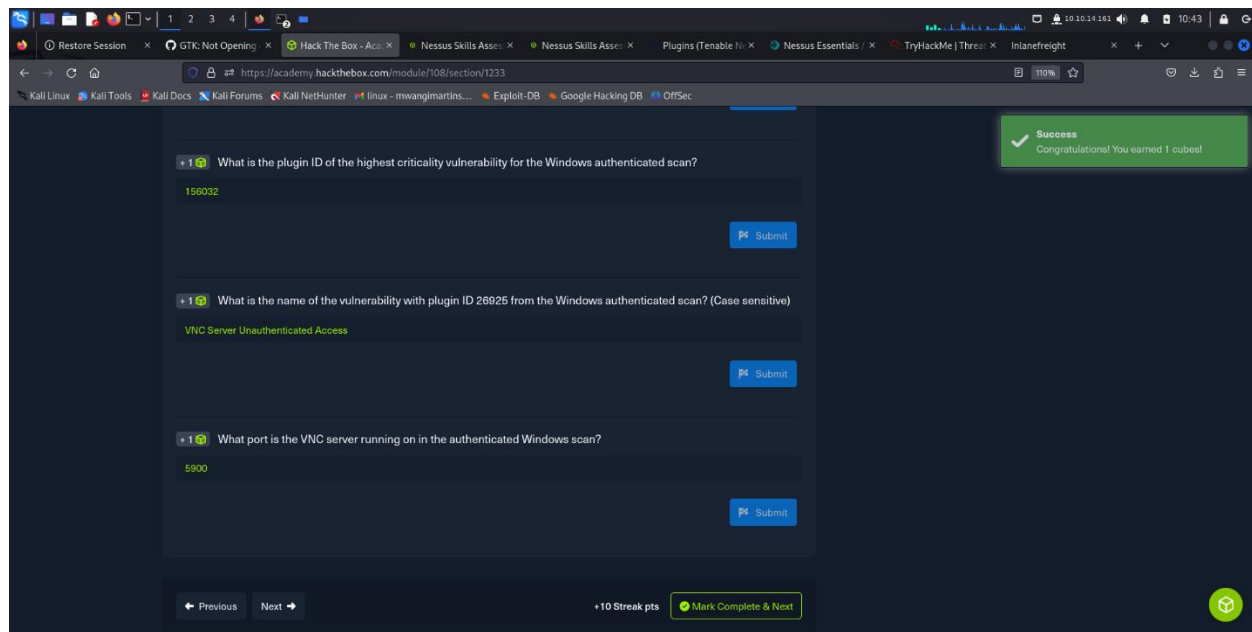 1 2 3 4 2 10.10.14.161 10:43 G
Restore Session × GTK: Not Opening - × Hack The Box - Aca × Nessus Skills Asses × Nessus Skills Asses × Plugins (Tenable Ne × Nessus Essentials / × TryHackMe | Threat × Inlanefreight × +
https://academy.hackthebox.com/module/108/section/1233 110%
Kali Linux Kali Tools Kali Docs Kali Forums Kali NetHunter linux - mwangimartins... Exploit-DB Google Hacking DB OffSec
Success
Congratulations! You earned 1 cubes!
+ 1 What is the plugin ID of the highest criticality vulnerability for the Windows authenticated scan?
156032
Submit
+ 1 What is the name of the vulnerability with plugin ID 26925 from the Windows authenticated scan? (Case sensitive)
VNC Server Unauthenticated Access
Submit
+ 1 What port is the VNC server running on in the authenticated Windows scan?
5900
Submit
Previous Next +10 Streak pts Mark Complete & Next